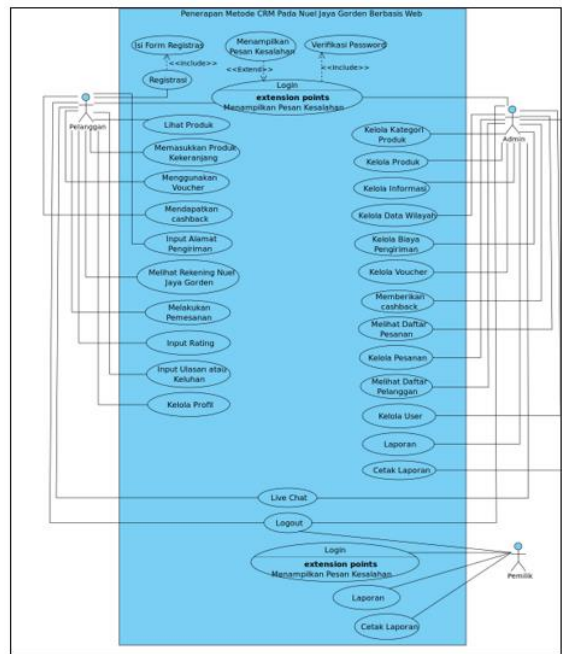 Penerapan Metode CRM Pada Nuel Jaya Gorden Berbasis Web
Isi Form Registras
Menampilkan
Pesan Kesalahan
Verifikasi Password
<<Include>>
<<Extend>>
<<Include>>
Registrasi
Login
extension points
Menampilkan Pesan Kesalahan
Pelanggan
Admin
Lihat Produk
Memasukkan Produk
Kekeranjang
Menggunakan
Voucher
Mendapatkan
cashback
Input Alamat
Pengiriman
Melihat Rekening Nuel
Jaya Gorden
Melakukan
Pemesanan
Input Rating
Input Ulasan atau
Keluhan
Kelola Profil
Kelola Kategori
Produk
Kelola Produk
Kelola Informasi
Kelola Data Wilayah
Kelola Biaya
Pengiriman
Kelola Voucher
Memberikan
cashback
Melihat Daftar
Pesanan
Kelola Pesanan
Melihat Daftar
Pelanggan
Kelola User
Laporan
Cetak Laporan
Live Chat
Logout
Login
extension points
Menampilkan Pesan Kesalahan
Pemilik
Laporan
Cetak Laporan